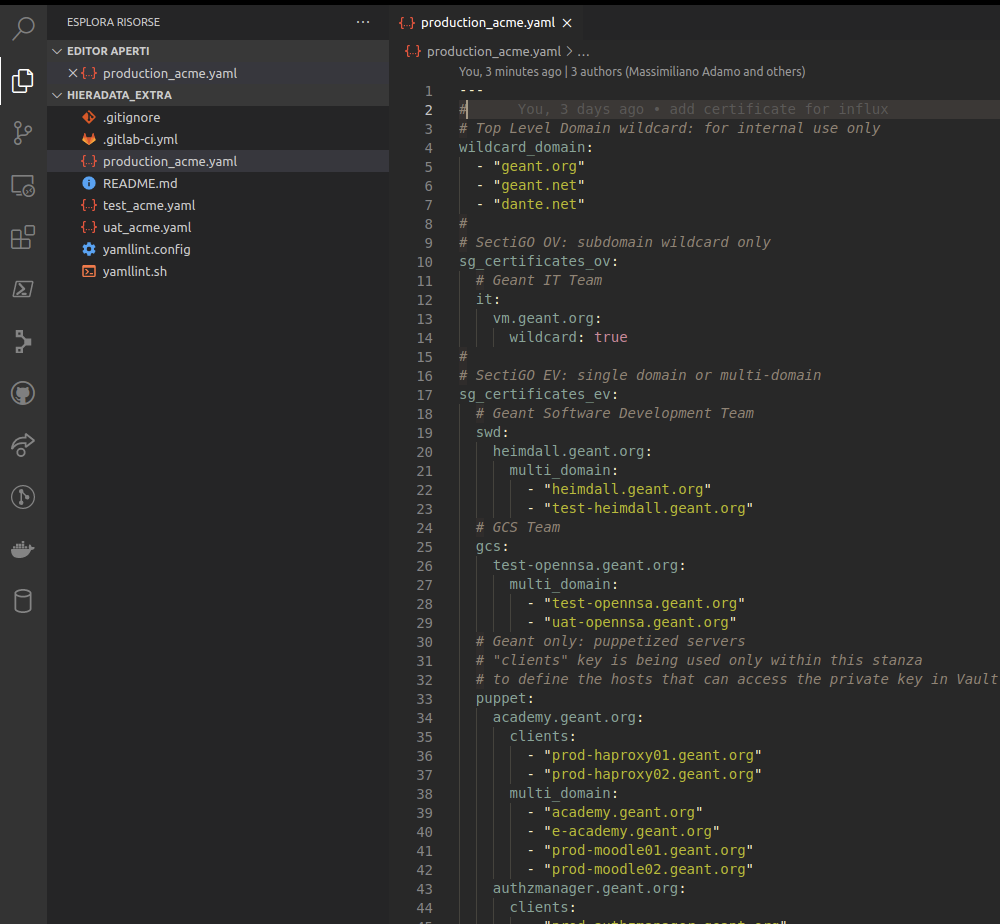 ESPLORA RISORSE
EDITOR APERTI
production_acme.yaml
HIERADATA_EXTRA
.gitignore
.gitlab-ci.yml
production_acme.yaml
README.md
test_acme.yaml
uat_acme.yaml
yamllint.config
yamllint.sh
{..} production_acme.yaml ×
{..} production_acme.yaml > ...
You, 3 minutes ago | 3 authors (Massimiliano Adamo and others)
1 ---
2 # You, 3 days ago • add certificate for influx
3 # Top Level Domain wildcard: for internal use only
4 wildcard_domain:
5 - "geant.org"
6 - "geant.net"
7 - "dante.net"
8 #
9 # SectiGO OV: subdomain wildcard only
10 sg_certificates_ov:
11 # Geant IT Team
12 it:
13 vm.geant.org:
14 wildcard: true
15 #
16 # SectiGO EV: single domain or multi-domain
17 sg_certificates_ev:
18 # Geant Software Development Team
19 swd:
20 heimdall.geant.org:
21 multi_domain:
22 - "heimdall.geant.org"
23 - "test-heimdall.geant.org"
24 # GCS Team
25 gcs:
26 test-opennsa.geant.org:
27 multi_domain:
28 - "test-opennsa.geant.org"
29 - "uat-opennsa.geant.org"
30 # Geant only: puppetized servers
31 # "clients" key is being used only within this stanza
32 # to define the hosts that can access the private key in Vault
33 puppet:
34 academy.geant.org:
35 clients:
36 - "prod-haproxy01.geant.org"
37 - "prod-haproxy02.geant.org"
38 multi_domain:
39 - "academy.geant.org"
40 - "e-academy.geant.org"
41 - "prod-moodle01.geant.org"
42 - "prod-moodle02.geant.org"
43 authzmanager.geant.org:
44 clients: